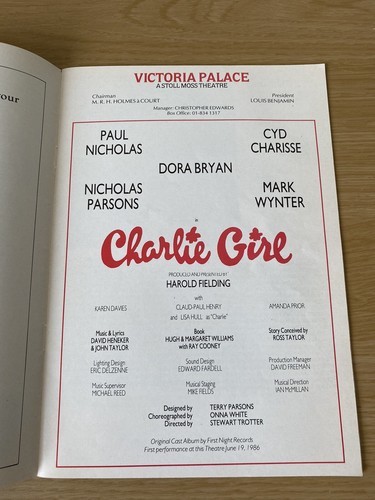 our
VICTORIA PALACE
A STOLL MOSS THEATRE
Chairman
M. R. H. HOLMES à COURT
President
LOUIS BENJAMIN
Manager: CHRISTOPHER EDWARDS
Box Office: 01-834 1317
PAUL
NICHOLAS
CYD
CHARISSE
DORA BRYAN
NICHOLAS
PARSONS
MARK
WYNTER
in
Charlie Girl
PRODUCED AND PRESENTED BY
HAROLD FIELDING
with
KAREN DAVIES
CLAUD-PAUL HENRY
AMANDA PRIOR
and LISA HULL as "Charlie"
Music & Lyrics
DAVID HENEKER
& JOHN TAYLOR
Book
HUGH & MARGARET WILLIAMS
with RAY COONEY
Story Conceived by
ROSS TAYLOR
Lighting Design
ERIC DELZENNE
Sound Design
EDWARD FARDELL
Production Manager
DAVID FREEMAN
Music Supervisor
MICHAEL REED
Musical Staging
MIKE FIELDS
Musical Direction
IAN McMILLAN
Designed by TERRY PARSONS
Choreographed by ONNA WHITE
Directed by STEWART TROTTER
Original Cast Album by First Night Records
First performance at this Theatre June 19, 1986